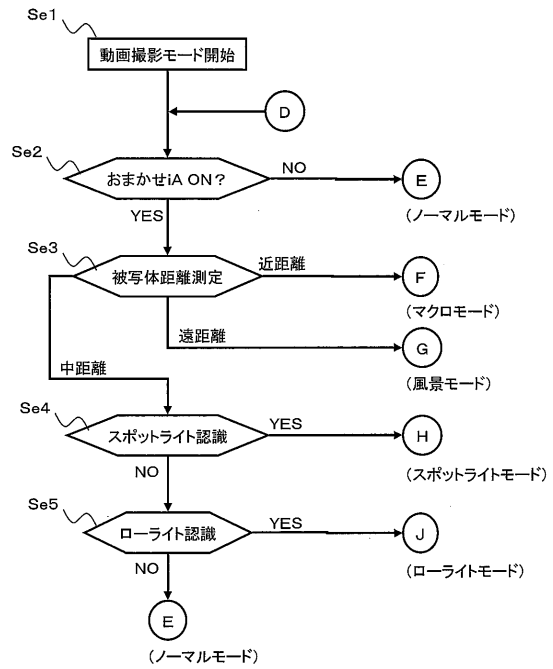 Se1
動画撮影モード開始
D
Se2
おまかせiA ON?
NO
E
(ノーマルモード)
YES
Se3
被写体距離測定
近距離
F
(マクロモード)
遠距離
G
(風景モード)
中距離
Se4
スポットライト認識
YES
H
(スポットライトモード)
NO
Se5
ローライト認識
YES
J
(ローライトモード)
NO
E
(ノーマルモード)